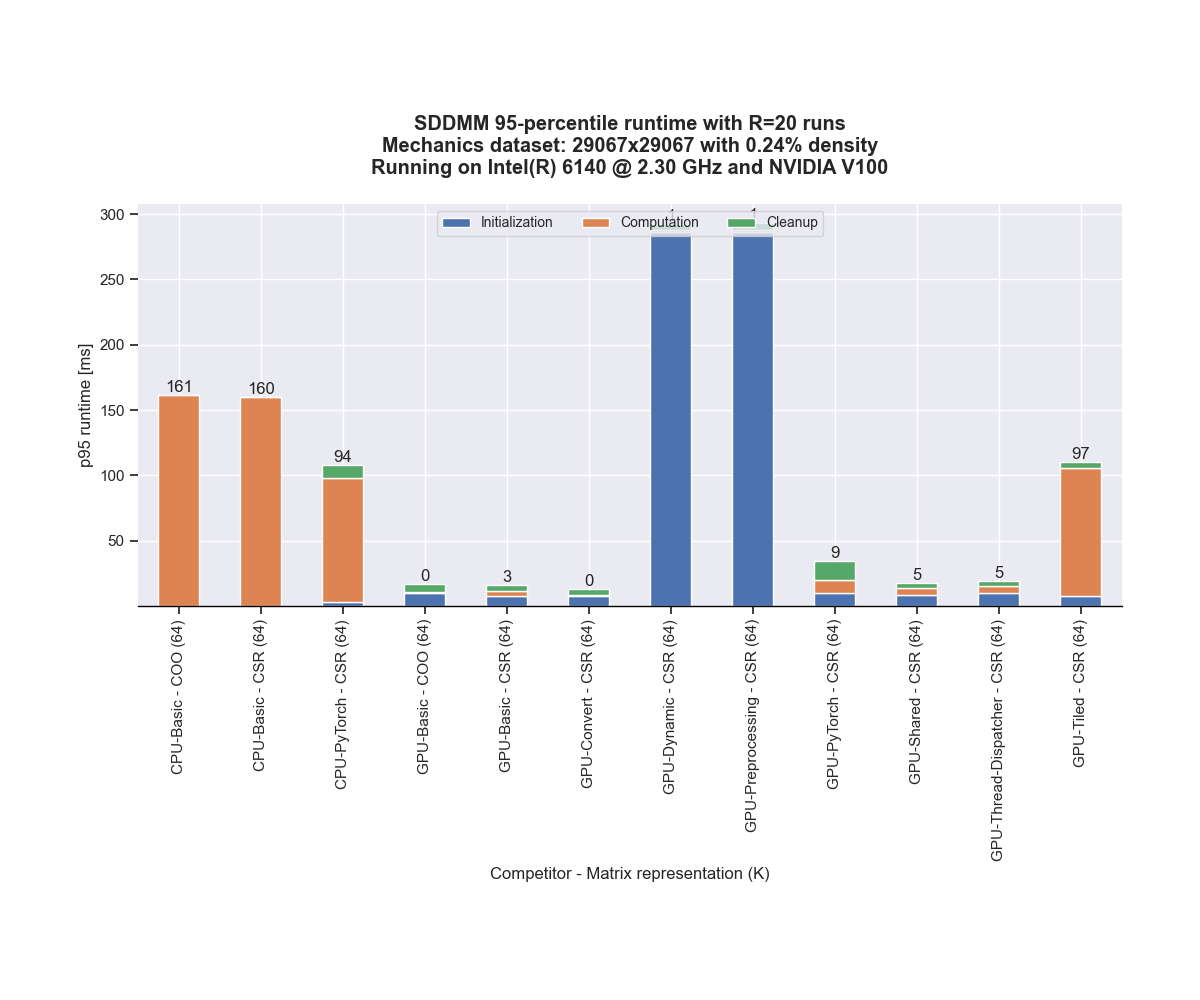 SDDMM 95-percentile runtime with R=20 runs
Mechanics dataset: 29067x29067 with 0.24% density
Running on Intel(R) 6140 @ 2.30 GHz and NVIDIA V100
Initialization Computation Cleanup
300
250
200
150
100
50
p95 runtime [ms]
161
160
94
0
3
0
1
1
9
5
5
97
CPU-Basic - COO (64)
CPU-Basic - CSR (64)
CPU-PyTorch - CSR (64)
GPU-Basic - COO (64)
GPU-Basic - CSR (64)
GPU-Convert - CSR (64)
GPU-Dynamic - CSR (64)
GPU-Preprocessing - CSR (64)
GPU-PyTorch - CSR (64)
GPU-Shared - CSR (64)
GPU-Thread-Dispatcher - CSR (64)
GPU-Tiled - CSR (64)
Competitor - Matrix representation (K)